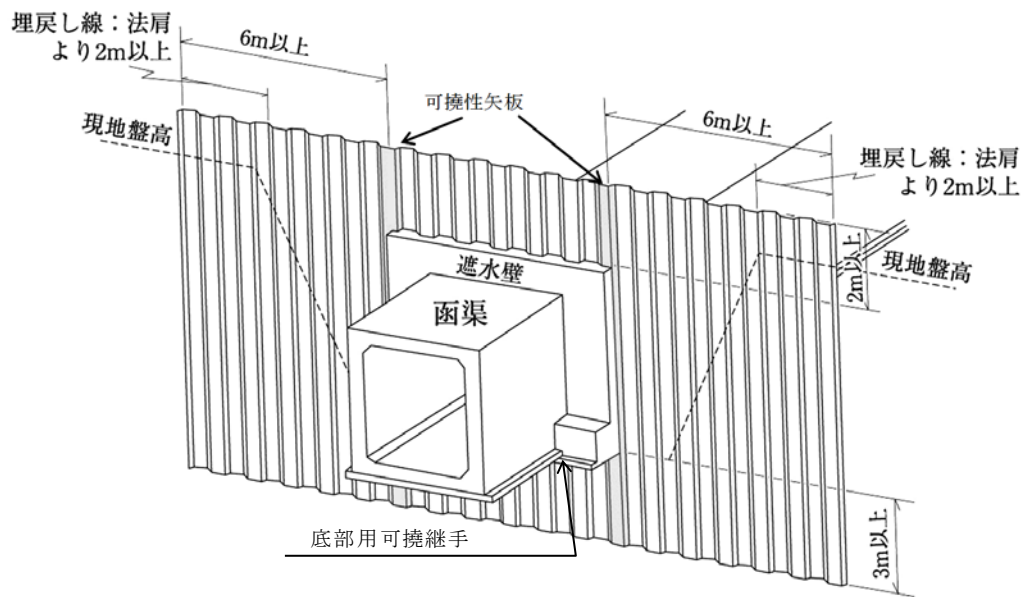 埋戻し線：法肩
より2m以上
6m以上
可撓性矢板
6m以上
現地盤高
埋戻し線：法肩
より2m以上
遮水壁
2m以上
現地盤高
函渠
底部用可撓継手
3m以上